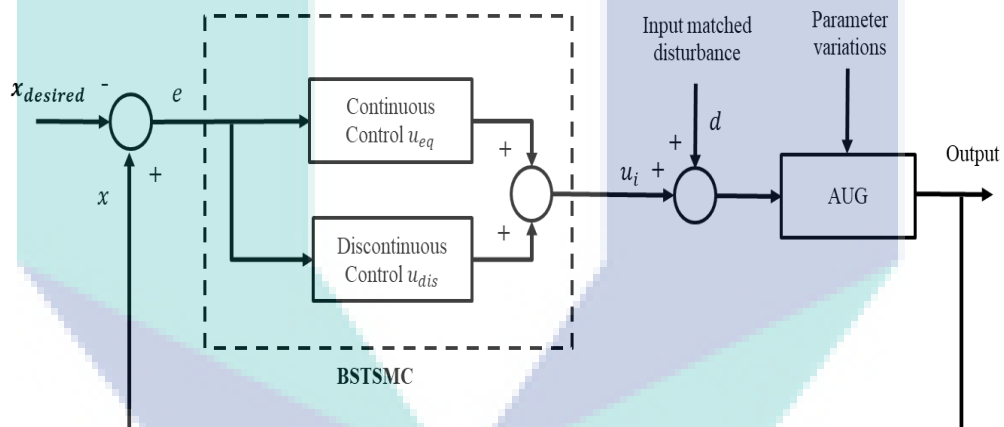 Input matched
disturbance
Parameter
variations
x_desired
-
e
Continuous
Control u_eq
+
d
+
Output
x
+
u_i
+
AUG
+
Discontinuous
Control u_dis
BSTSMC